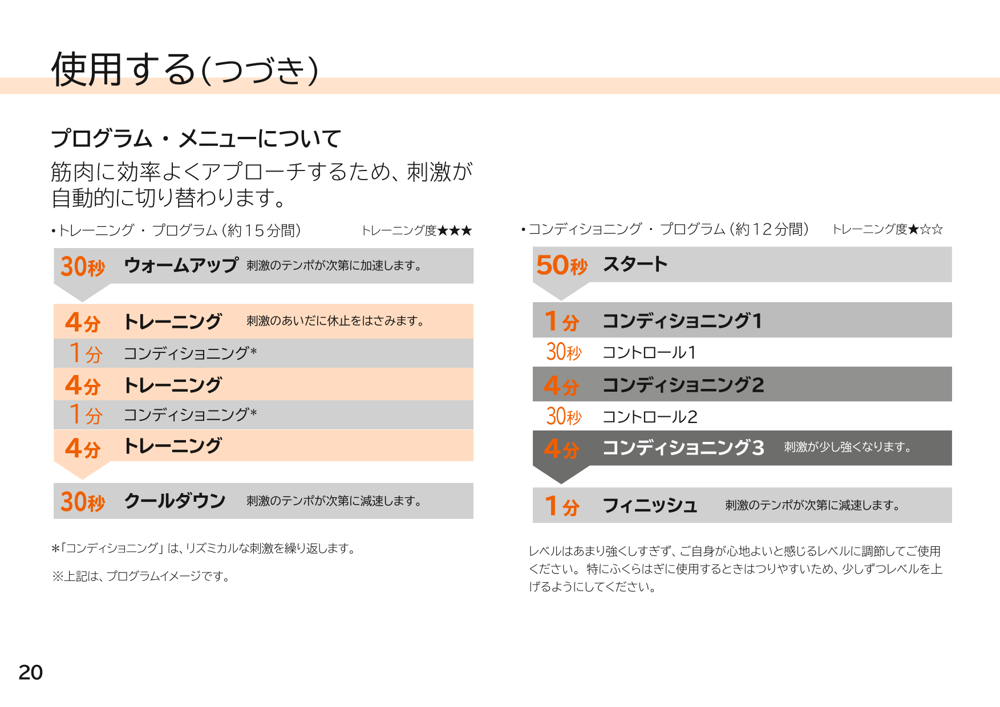 使用する(つづき)
プログラム・メニューについて
筋肉に効率よくアプローチするため、刺激が
自動的に切り替わります。
・トレーニング・プログラム(約15分間) トレーニング度★★★
30秒 ウォームアップ 刺激のテンポが次第に加速します。
4分 トレーニング 刺激のあいだに休止をはさみます。
1分 コンディショニング*
4分 トレーニング
1分 コンディショニング*
4分 トレーニング
30秒 クールダウン 刺激のテンポが次第に減速します。
*「コンディショニング」は、リズミカルな刺激を繰り返します。
※上記は、プログラムイメージです。
・コンディショニング・プログラム(約12分間) トレーニング度★☆☆
50秒 スタート
1分 コンディショニング1
30秒 コントロール1
4分 コンディショニング2
30秒 コントロール2
4分 コンディショニング3 刺激が少し強くなります。
1分 フィニッシュ 刺激のテンポが次第に減速します。
レベルはあまり強くしすぎず、ご自身が心地よいと感じるレベルに調節してご使用
ください。特にふくらはぎに使用するときはつりやすいため、少しずつレベルを上
げるようにしてください。
20